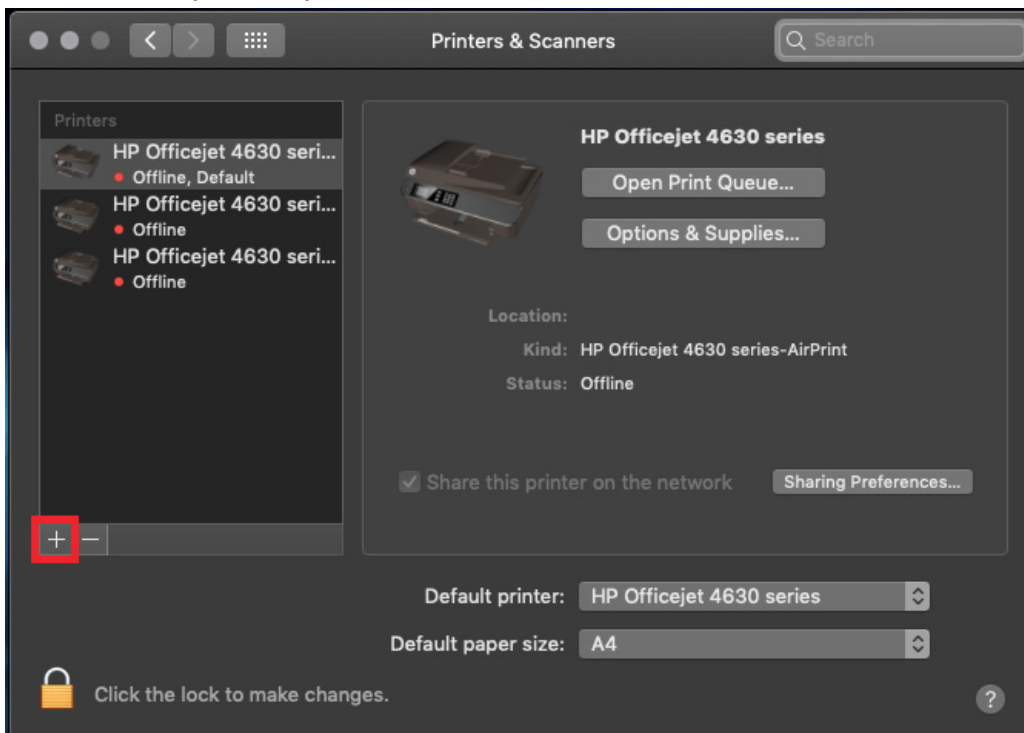 Printers & Scanners
Search
Printers
HP Officejet 4630 seri...
Offline, Default
HP Officejet 4630 seri...
Offline
HP Officejet 4630 seri...
Offline
HP Officejet 4630 series
Open Print Queue...
Options & Supplies...
Location:
Kind: HP Officejet 4630 series-AirPrint
Status: Offline
Share this printer on the network
Sharing Preferences...
Default printer: HP Officejet 4630 series
Default paper size: A4
Click the lock to make changes.
?